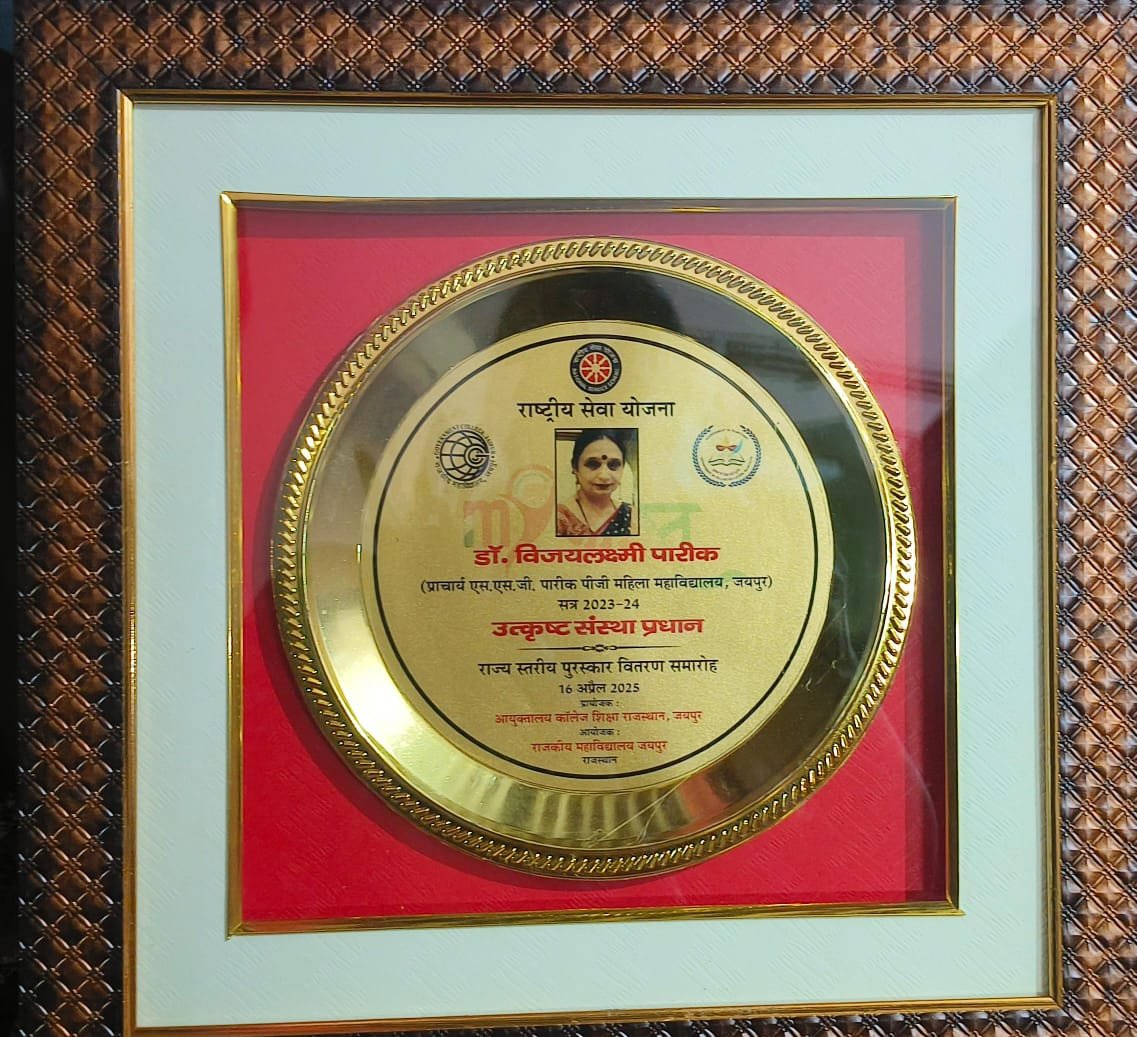 राष्ट्रीय सेवा योजना
डॉ. विजयलक्ष्मी पारीक
(प्राचार्य एस.एस.जी. पारीक पीजी महिला महाविद्यालय, जयपुर)
सत्र 2023-24
उत्कृष्ट संस्था प्रधान
राज्य स्तरीय पुरस्कार वितरण समारोह
16 अप्रैल 2025
प्रायोजक :
आयुक्तालय कॉलेज शिक्षा राजस्थान, जयपुर
आयोजक :
राजकीय महाविद्यालय जयपुर
राजस्थान